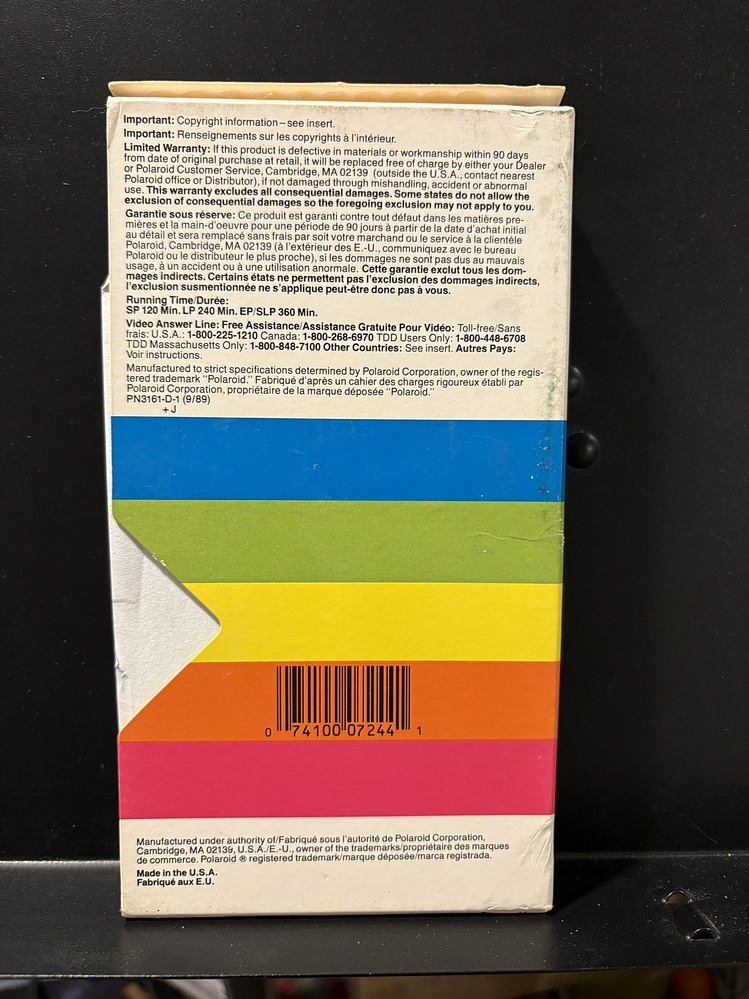 Important: Copyright information–see insert.
Important: Renseignements sur les copyrights à l'intérieur.
Limited Warranty: If this product is defective in materials or workmanship within 90 days
from date of original purchase at retail, it will be replaced free of charge by either your Dealer
or Polaroid Customer Service, Cambridge, MA 02139 (outside the U.S.A., contact nearest
Polaroid office or Distributor), if not damaged through mishandling, accident or abnormal
use. This warranty excludes all consequential damages. Some states do not allow the
exclusion of consequential damages so the foregoing exclusion may not apply to you.
Garantie sous réserve: Ce produit est garanti contre tout défaut dans les matières pre-
mières et la main-d'oeuvre pour une période de 90 jours à partir de la date d'achat initial
au détail et sera remplacé sans frais par soit votre marchand ou le service à la clientèle
Polaroid, Cambridge, MA 02139 (à l'extérieur des E.-U., communiquez avec le bureau
Polaroid ou le distributeur le plus proche), si les dommages ne sont pas dus au mauvais
usage, à un accident ou à une utilisation anormale. Cette garantie exclut tous les dom-
mages indirects. Certains états ne permettent pas l'exclusion des dommages indirects,
l'exclusion susmentionnée ne s'applique peut-être donc pas à vous.
Running Time/Durée:
SP 120 Min. LP 240 Min. EP/SLP 360 Min.
Video Answer Line: Free Assistance/Assistance Gratuite Pour Vidéo: Toll-free/Sans
frais: U.S.A.: 1-800-225-1210 Canada: 1-800-268-6970 TDD Users Only: 1-800-448-6708
TDD Massachusetts Only: 1-800-848-7100 Other Countries: See insert. Autres Pays:
Voir instructions.
Manufactured to strict specifications determined by Polaroid Corporation, owner of the regis-
tered trademark "Polaroid." Fabriqué d'après un cahier des charges rigoureux établi par
Polaroid Corporation, propriétaire de la marque déposée "Polaroid."
PN3161-D-1 (9/89)
+J
0 74100 07244 1
Manufactured under authority of/Fabriqué sous l'autorité de Polaroid Corporation,
Cambridge, MA 02139, U.S.A./E.-U., owner of the trademarks/propriétaire des marques
de commerce. Polaroid ® registered trademark/marque déposée/marca registrada.
Made in the U.S.A.
Fabriqué aux E.U.